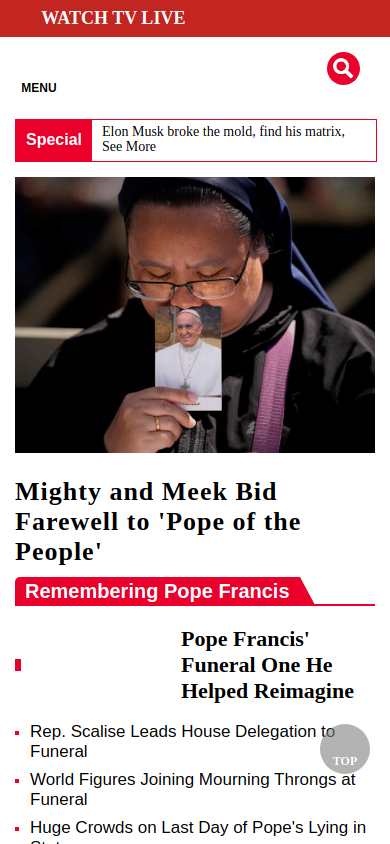 WATCH TV LIVE
MENU
Special
Elon Musk broke the mold, find his matrix,
See More
Mighty and Meek Bid
Farewell to 'Pope of the
People'
Remembering Pope Francis
Pope Francis'
Funeral One He
Helped Reimagine
Rep. Scalise Leads House Delegation to
Funeral
World Figures Joining Mourning Throngs at
Funeral
TOP
Huge Crowds on Last Day of Pope's Lying in